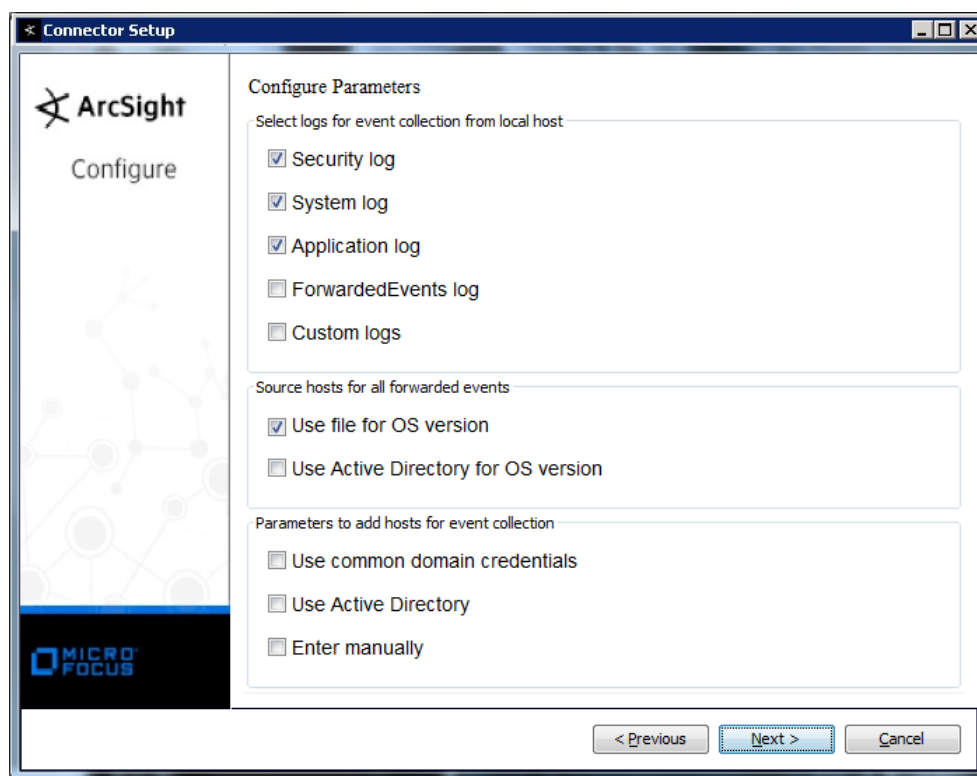 Connector Setup
ArcSight
Configure
Configure Parameters
Select logs for event collection from local host
Security log
System log
Application log
ForwardedEvents log
Custom logs
Source hosts for all forwarded events
Use file for OS version
Use Active Directory for OS version
Parameters to add hosts for event collection
Use common domain credentials
Use Active Directory
Enter manually
MICRO
FOCUS
< Previous
Next >
Cancel